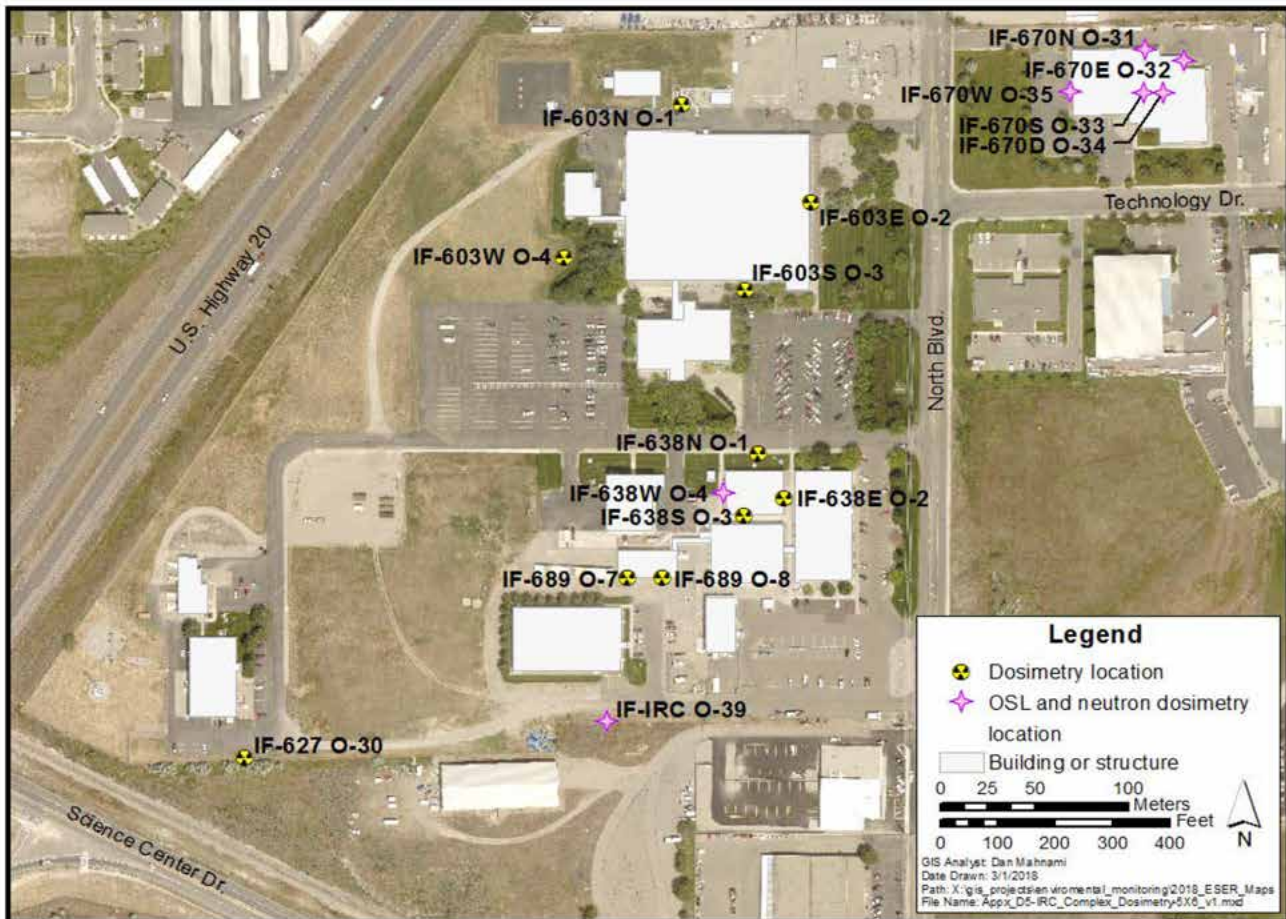 IF-670N O-31
IF-670E O-32
IF-670W O-35
IF-670S O-33
IF-670D O-34
IF-603N O-1
Technology Dr.
IF-603E O-2
IF-603W O-4
IF-603S O-3
U.S. Highway 20
North Blvd.
IF-638N O-1
IF-638W O-4
IF-638E O-2
IF-638S O-3
IF-689 O-7
IF-689 O-8
IF-IRC O-39
IF-627 O-30
Science Center Dr.
Legend
Dosimetry location
OSL and neutron dosimetry
location
Building or structure
0 25 50 100
Meters
Feet
0 100 200 300 400
N
GIS Analyst: Dan Mahnami
Date Drawn: 3/1/2018
Path: X:\gis_projects\enviromental_monitoring\2018_ESER_Maps
File Name: Appx_D5-IRC_Complex_Dosimetry-5X6_v1.mxd